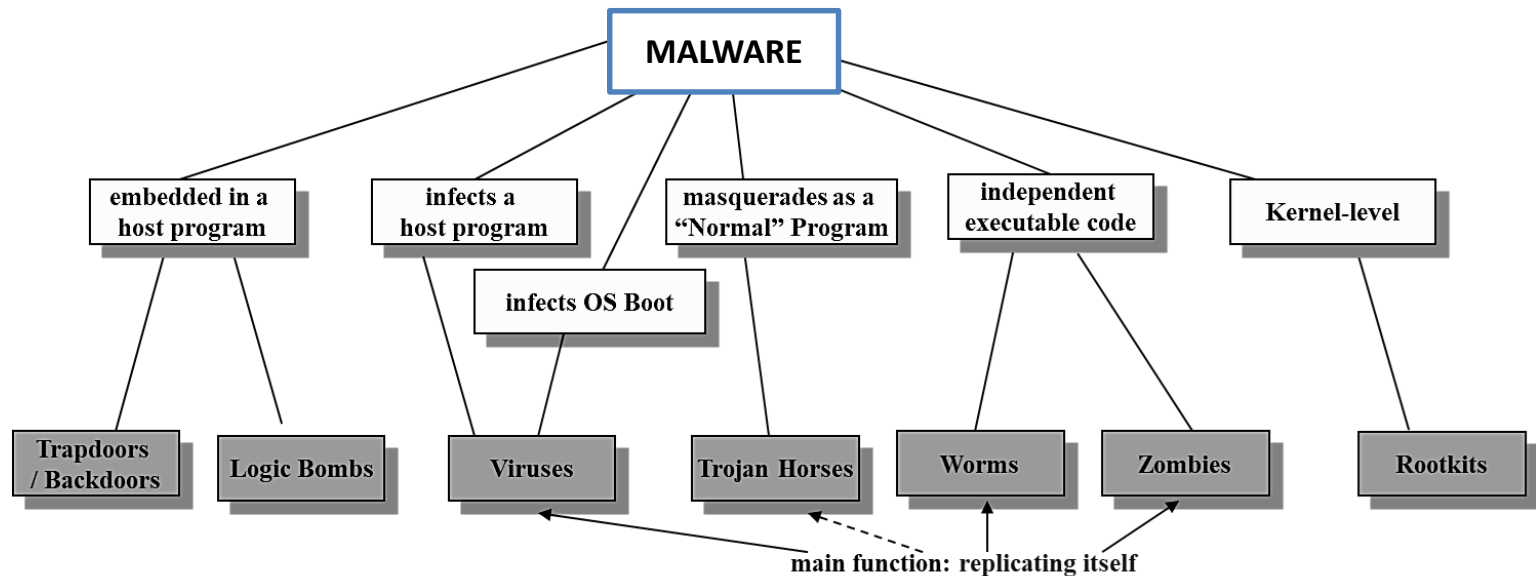 MALWARE
embedded in a
host program
infects a
host program
masquerades as a
“Normal” Program
independent
executable code
Kernel-level
infects OS Boot
Trapdoors
/ Backdoors
Logic Bombs
Viruses
Trojan Horses
Worms
Zombies
Rootkits
main function: replicating itself